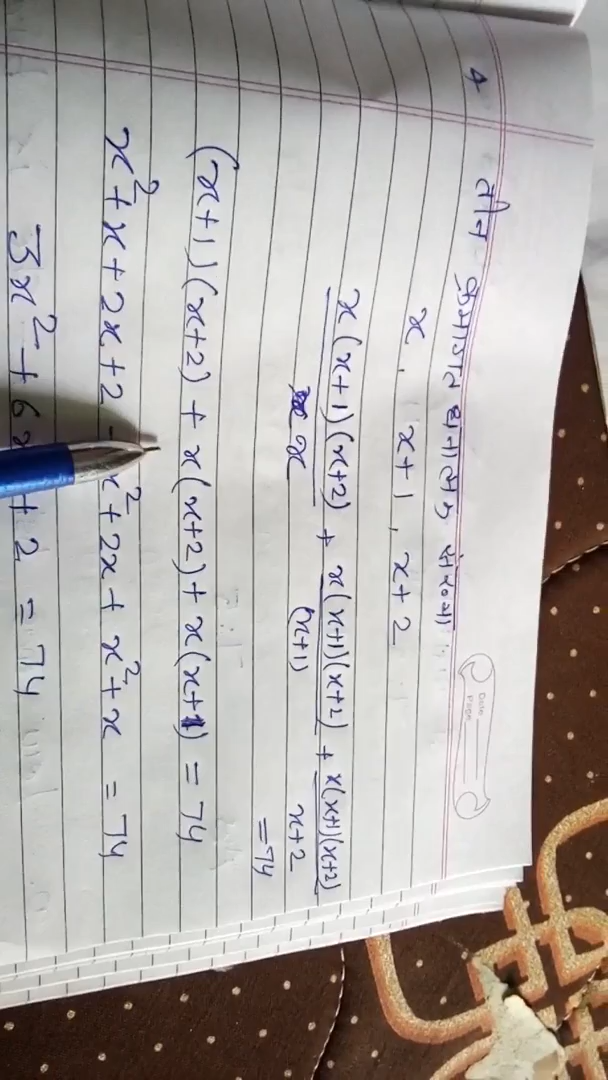 4 तीन क्रमागत धनात्मक संख्या
Date
Page
x, x+1, x+2
x(x+1)(x+2) + x(x+1)(x+2) + x(x+1)(x+2)
x (x+1) x+2
=74
(x+1)(x+2) + x(x+2) + x(x+1) = 74
x² + x + 2x + 2 x² + 2x + x² + x = 74
3x² + 6x + 2 = 74